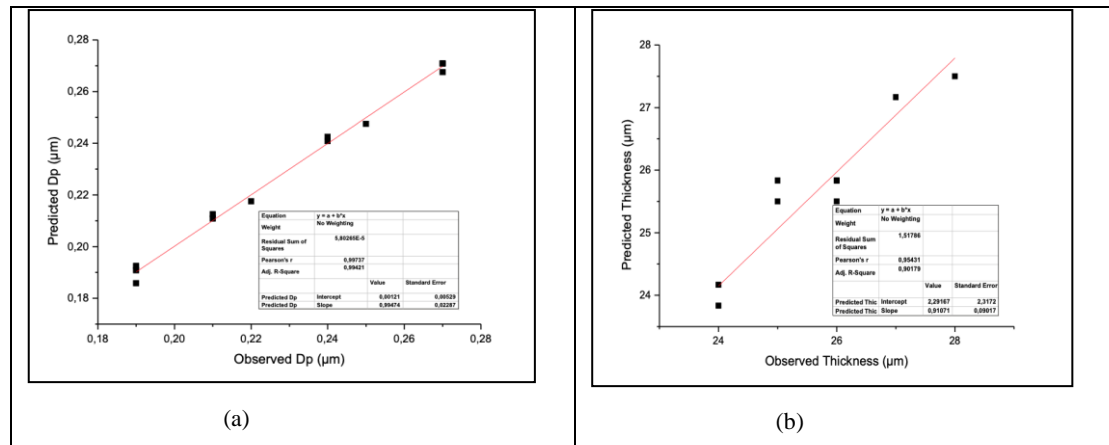 0,28
0,26
0,24
0,22
0,20
0,18
Predicted Dp (µm)
Equation y = a + b*x
Weight No Weighting
Residual Sum of Squares 5,80265E-5
Pearson's r 0,99737
Adj. R-Square 0,99421
Value Standard Error
Predicted Dp Intercept 0,00121 0,00529
Predicted Dp Slope 0,99474 0,02287
0,18 0,20 0,22 0,24 0,26 0,28
Observed Dp (µm)
(a)
28
27
26
25
24
Predicted Thickness (µm)
Equation y = a + b*x
Weight No Weighting
Residual Sum of Squares 1,51786
Pearson's r 0,95431
Adj. R-Square 0,90179
Value Standard Error
Predicted Thic Intercept 2,29167 2,3172
Predicted Thic Slope 0,91071 0,09017
24 26 28
Observed Thickness (µm)
(b)